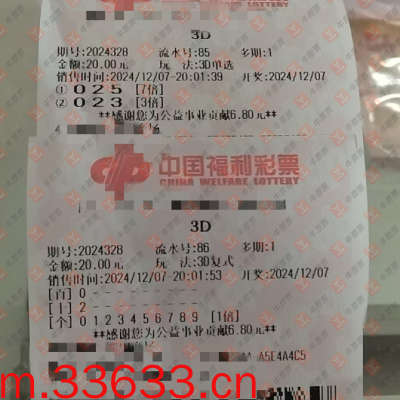 3D
期号:2024328 流水号:85 多期:1
金额:20.00元 玩 法:3D单选
销售时间:2024/12/07-20:01:39 开奖:2024/12/07
① 0 2 5 [7倍]
② 0 2 3 [3倍]
**感谢您为公益事业贡献6.80元**
中国福利彩票
CHINA WELFARE LOTTERY
3D
期号:2024328 流水号:86 多期:1
金额:20.00元 玩 法:3D复式
销售时间:2024/12/07-20:01:53 开奖:2024/12/07
[百] 0 - - - - - - - - -
[十] 2 - - - - - - - - -
[个] 0 1 2 3 4 5 6 7 8 9 [1倍]
**感谢您为公益事业贡献6.80元**
A5E4A4C5
m.33633.cn